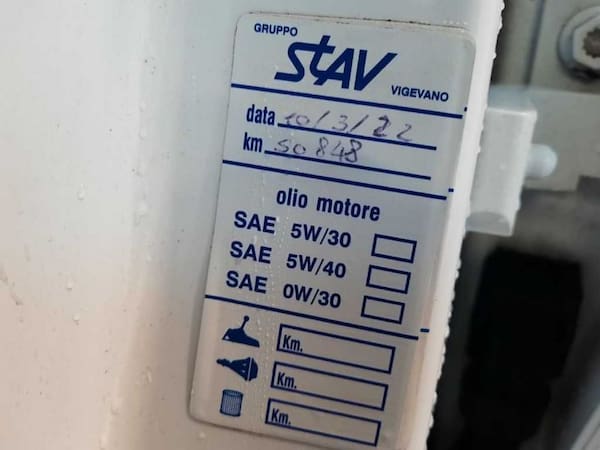 GRUPPO
STAV
VIGEVANO
data 10/3/22
km 50848
olio motore
SAE 5W/30
SAE 5W/40
SAE 0W/30
Km.
Km.
Km.